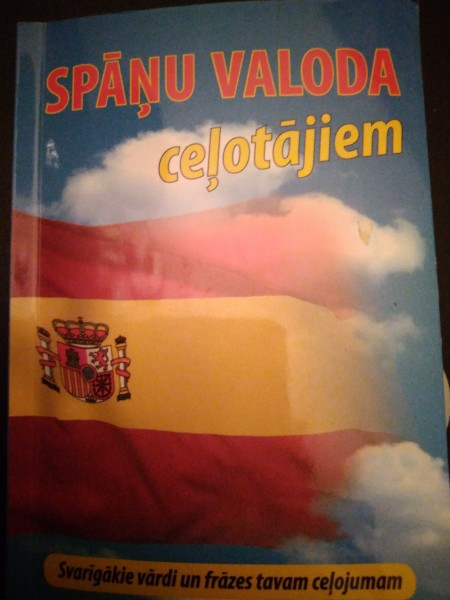 SPĀŅU VALODA
ceļotājiem
Svarīgākie vārdi un frāzes tavam ceļojumam